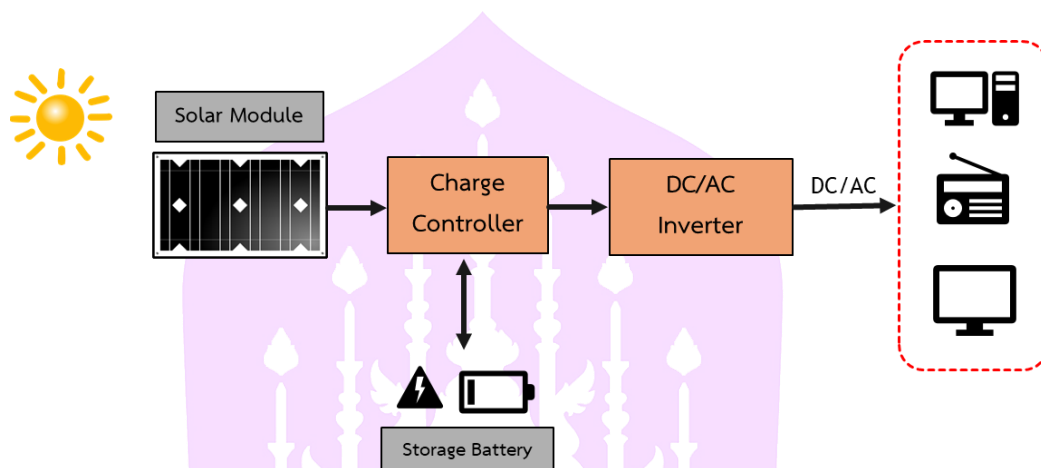 Solar Module
Charge
Controller
DC/AC
Inverter
DC/AC
Storage Battery